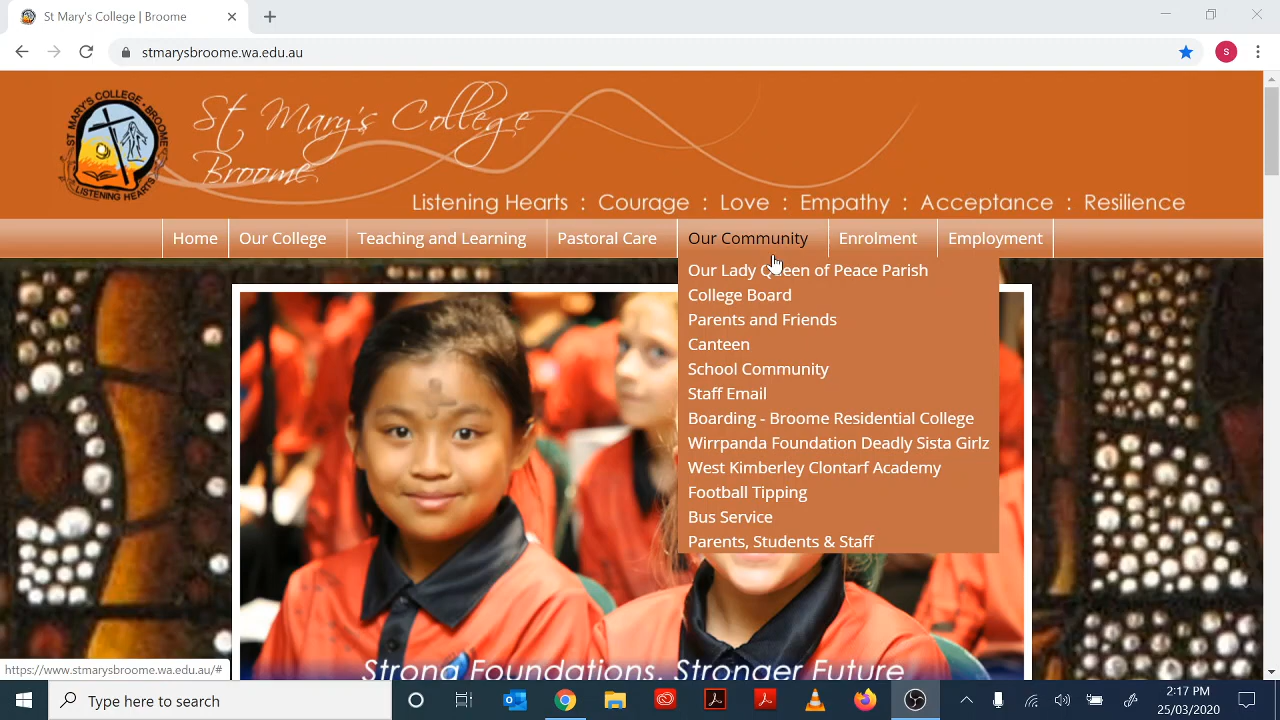 St Mary's College | Broome
stmarysbroome.wa.edu.au
S
ST MARY'S COLLEGE · BROOME
LISTENING HEARTS
St Mary's College
Broome
Listening Hearts : Courage : Love : Empathy : Acceptance : Resilience
Home Our College Teaching and Learning Pastoral Care Our Community Enrolment Employment
Our Lady Queen of Peace Parish
College Board
Parents and Friends
Canteen
School Community
Staff Email
Boarding - Broome Residential College
Wirrpanda Foundation Deadly Sista Girlz
West Kimberley Clontarf Academy
Football Tipping
Bus Service
Parents, Students & Staff
Strong Foundations, Stronger Future
https://www.stmarysbroome.wa.edu.au/#
Type here to search
2:17 PM
25/03/2020